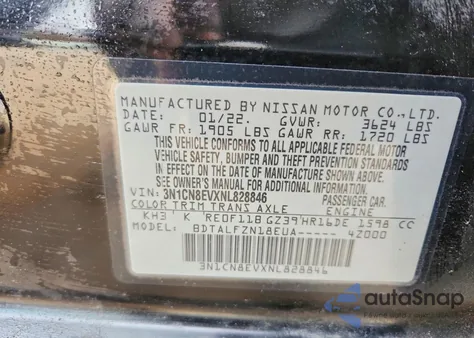 MANUFACTURED BY NISSAN MOTOR CO.,LTD.
DATE: 01/22. GVWR: 3624 LBS
GAWR FR: 1905 LBS GAWR RR: 1720 LBS
THIS VEHICLE CONFORMS TO ALL APPLICABLE FEDERAL MOTOR
VEHICLE SAFETY, BUMPER AND THEFT PREVENTION STANDARDS
IN EFFECT ON THE DATE OF MANUFACTURE SHOWN ABOVE.
SEE OWNER'S MANUAL FOR ADDITIONAL INFORMATION.
VIN: 3N1CN8EVXNL828846 PASSENGER CAR.
COLOR TRIM TRANS AXLE ENGINE
KH3 K RE0F11B GZ39 HR16DE 1598 CC
MODEL: BDTALFZN18EUA---- 4Z000
3N1CN8EVXNL828846
autoSnap